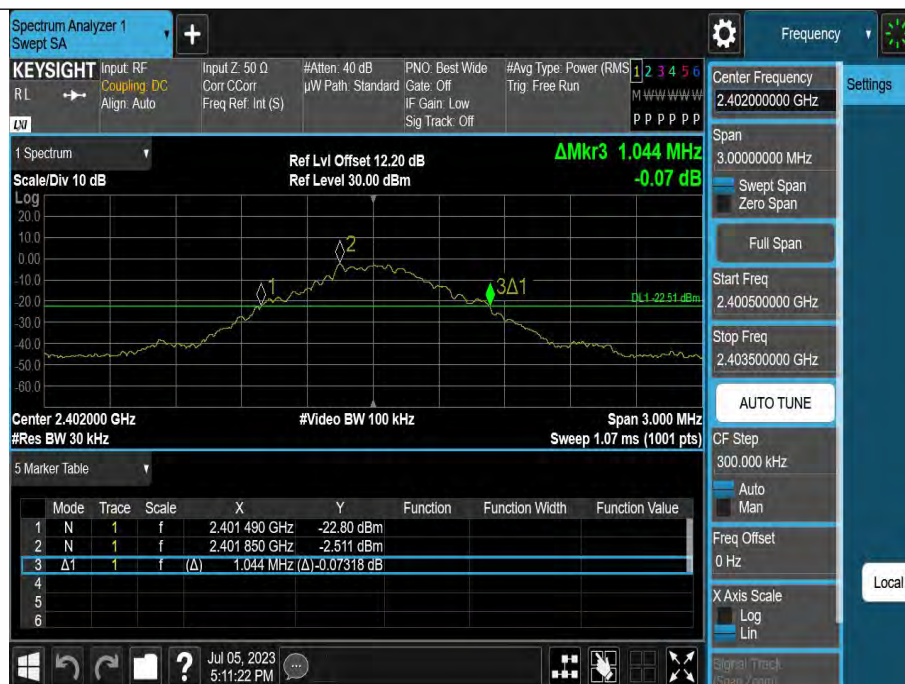 Spectrum Analyzer 1
Swept SA
+
Frequency
KEYSIGHT
RL
LXI
Input: RF
Coupling: DC
Align: Auto
Input Z: 50 Ω
Corr CCorr
Freq Ref: Int (S)
#Atten: 40 dB
µW Path: Standard
PNO: Best Wide
Gate: Off
IF Gain: Low
Sig Track: Off
#Avg Type: Power (RMS
Trig: Free Run
1 2 3 4 5 6
M W W W W W
P P P P P P
1 Spectrum
Scale/Div 10 dB
Ref Lvl Offset 12.20 dB
Ref Level 30.00 dBm
ΔMkr3 1.044 MHz
-0.07 dB
Log
20.0
10.0
0.00
-10.0
-20.0
-30.0
-40.0
-50.0
-60.0
1
2
3Δ1
DL1 -22.51 dBm
Center 2.402000 GHz
#Res BW 30 kHz
#Video BW 100 kHz
Span 3.000 MHz
Sweep 1.07 ms (1001 pts)
5 Marker Table
Mode Trace Scale X Y Function Function Width Function Value
1 N 1 f 2.401 490 GHz -22.80 dBm
2 N 1 f 2.401 850 GHz -2.511 dBm
3 Δ1 1 f (Δ) 1.044 MHz (Δ) -0.07318 dB
4
5
6
?
Jul 05, 2023
5:11:22 PM
Center Frequency
2.402000000 GHz
Span
3.00000000 MHz
Swept Span
Zero Span
Full Span
Start Freq
2.400500000 GHz
Stop Freq
2.403500000 GHz
AUTO TUNE
CF Step
300.000 kHz
Auto
Man
Freq Offset
0 Hz
X Axis Scale
Log
Lin
Signal Track
(Span Zoom)
Settings
Local